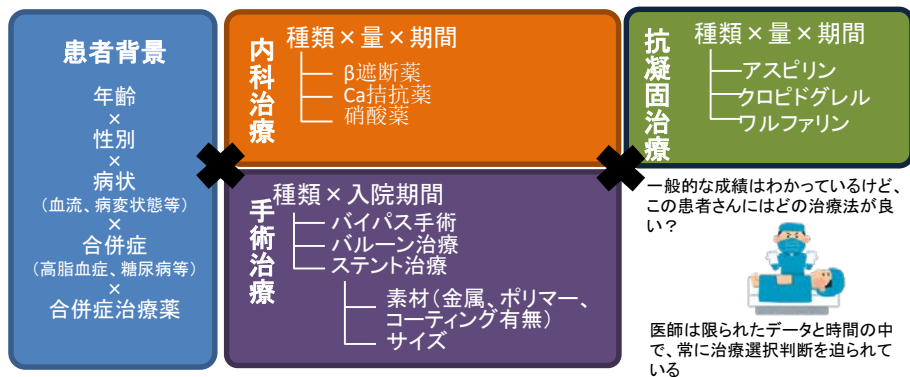 患者背景
年齢
×
性別
×
病状
（血流、病変状態等）
×
合併症
（高脂血症、糖尿病等）
×
合併症治療薬
内科治療
種類×量×期間
β遮断薬
Ca拮抗薬
硝酸薬
手術治療
種類×入院期間
バイパス手術
バルーン治療
ステント治療
素材（金属、ポリマー、
コーティング有無）
サイズ
抗凝固治療
種類×量×期間
アスピリン
クロピドグレル
ワルファリン
一般的な成績はわかっているけど、
この患者さんにはどの治療法が良
い？
医師は限られたデータと時間の中
で、常に治療選択判断を迫られて
いる